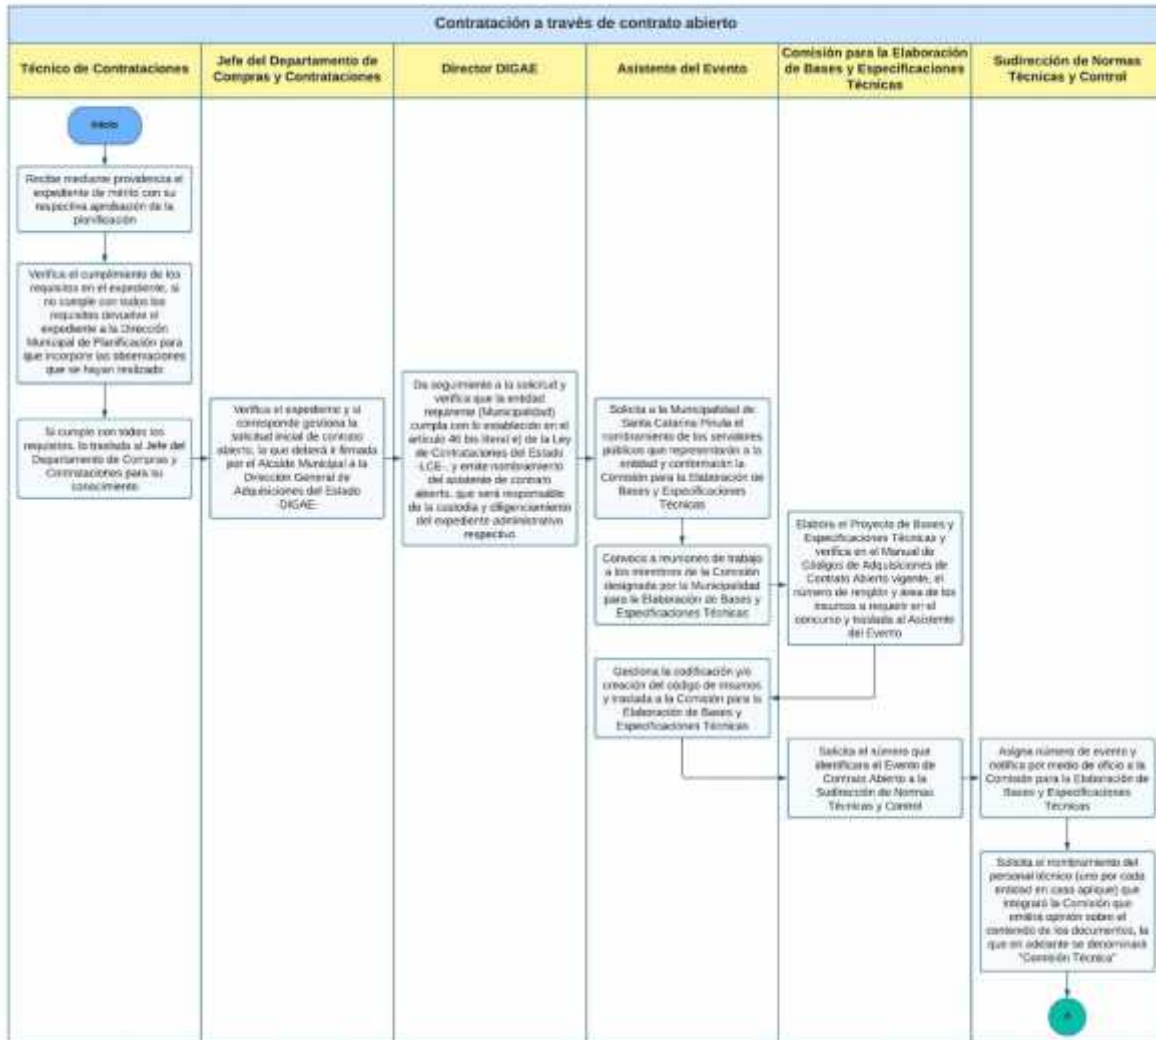 Contratación a través de contrato abierto
Técnico de Contrataciones
Jefe del Departamento de
Compras y Contrataciones
Director DIGAE
Asistente del Evento
Comisión para la Elaboración
de Bases y Especificaciones
Técnicas
Sudirección de Normas
Técnicas y Control
Inicio
Recibe mediante providencia el
expediente de mérito con su
respectiva aprobación de la
planificación
Verifica el cumplimiento de los
requisitos en el expediente, si
no cumple con todos los
requisitos devuelve el
expediente a la Dirección
Municipal de Planificación para
que incorpore las observaciones
que se hayan realizado
Si cumple con todos los
requisitos, lo traslada al Jefe del
Departamento de Compras y
Contrataciones para su
conocimiento
Verifica el expediente y si
corresponde gestiona la
solicitud inicial de contrato
abierto, la que deberá ir firmada
por el Alcalde Municipal a la
Dirección General de
Adquisiciones del Estado
-DIGAE-
Da seguimiento a la solicitud y
verifica que la entidad
requirente (Municipalidad)
cumpla con lo establecido en el
artículo 46 bis literal e) de la Ley
de Contrataciones del Estado
-LCE-, y emite nombramiento
del asistente de contrato
abierto, que será responsable
de la custodia y diligenciamiento
del expediente administrativo
respectivo
Solicita a la Municipalidad de
Santa Catarina Pinula el
nombramiento de los servidores
públicos que representarán a la
entidad y conformarán la
Comisión para la Elaboración de
Bases y Especificaciones
Técnicas
Convoca a reuniones de trabajo
a los miembros de la Comisión
designada por la Municipalidad
para la Elaboración de Bases y
Especificaciones Técnicas
Elabora el Proyecto de Bases y
Especificaciones Técnicas y
verifica en el Manual de
Códigos de Adquisiciones de
Contrato Abierto vigente, el
número de renglón y área de los
insumos a requerir en el
concurso y traslada al Asistente
del Evento
Gestiona la codificación y/o
creación del código de insumos
y traslada a la Comisión para la
Elaboración de Bases y
Especificaciones Técnicas
Solicita el número que
identificara el Evento de
Contrato Abierto a la
Sudirección de Normas
Técnicas y Control
Asigna número de evento y
notifica por medio de oficio a la
Comisión para la Elaboración de
Bases y Especificaciones
Técnicas
Solicita el nombramiento del
personal técnico (uno por cada
entidad en caso aplique) que
integrará la Comisión que
emitirá opinión sobre el
contenido de los documentos, la
que en adelante se denominará
"Comisión Técnica"